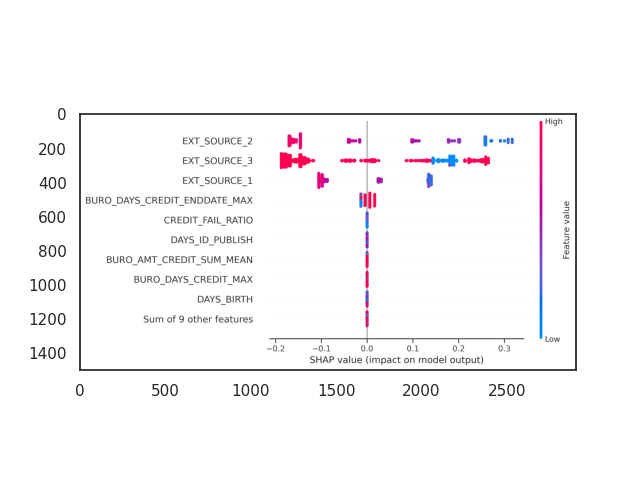 0
200
400
600
800
1000
1200
1400
EXT_SOURCE_2
EXT_SOURCE_3
EXT_SOURCE_1
BURO_DAYS_CREDIT_ENDDATE_MAX
CREDIT_FAIL_RATIO
DAYS_ID_PUBLISH
BURO_AMT_CREDIT_SUM_MEAN
BURO_DAYS_CREDIT_MAX
DAYS_BIRTH
Sum of 9 other features
−0.2 −0.1 0.0 0.1 0.2 0.3
SHAP value (impact on model output)
High
Feature value
Low
0 500 1000 1500 2000 2500